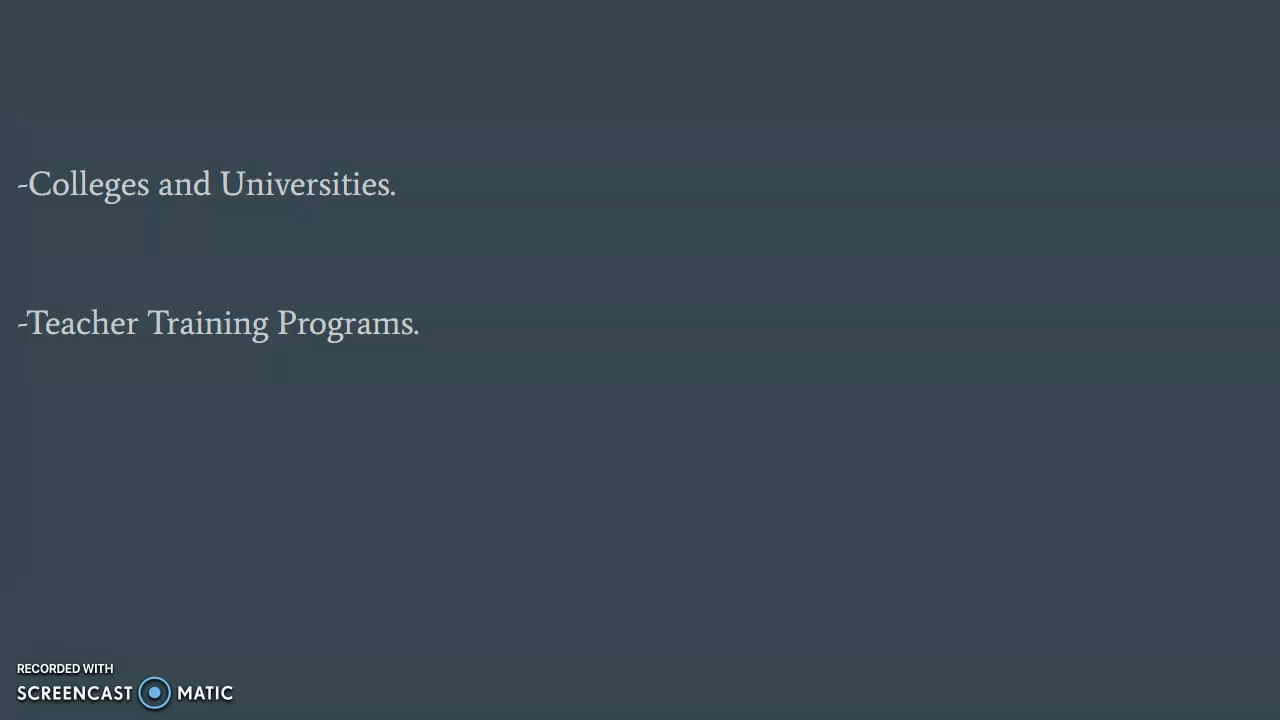 -Colleges and Universities.
-Teacher Training Programs.
RECORDED WITH
SCREENCAST MATIC